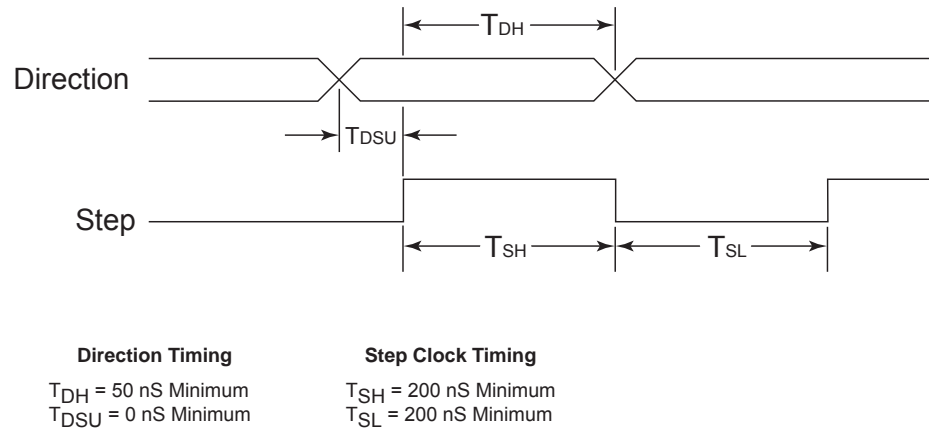 TDH
Direction
TDSU
Step
TSH
TSL
Direction Timing
TDH = 50 nS Minimum
TDSU = 0 nS Minimum
Step Clock Timing
TSH = 200 nS Minimum
TSL = 200 nS Minimum